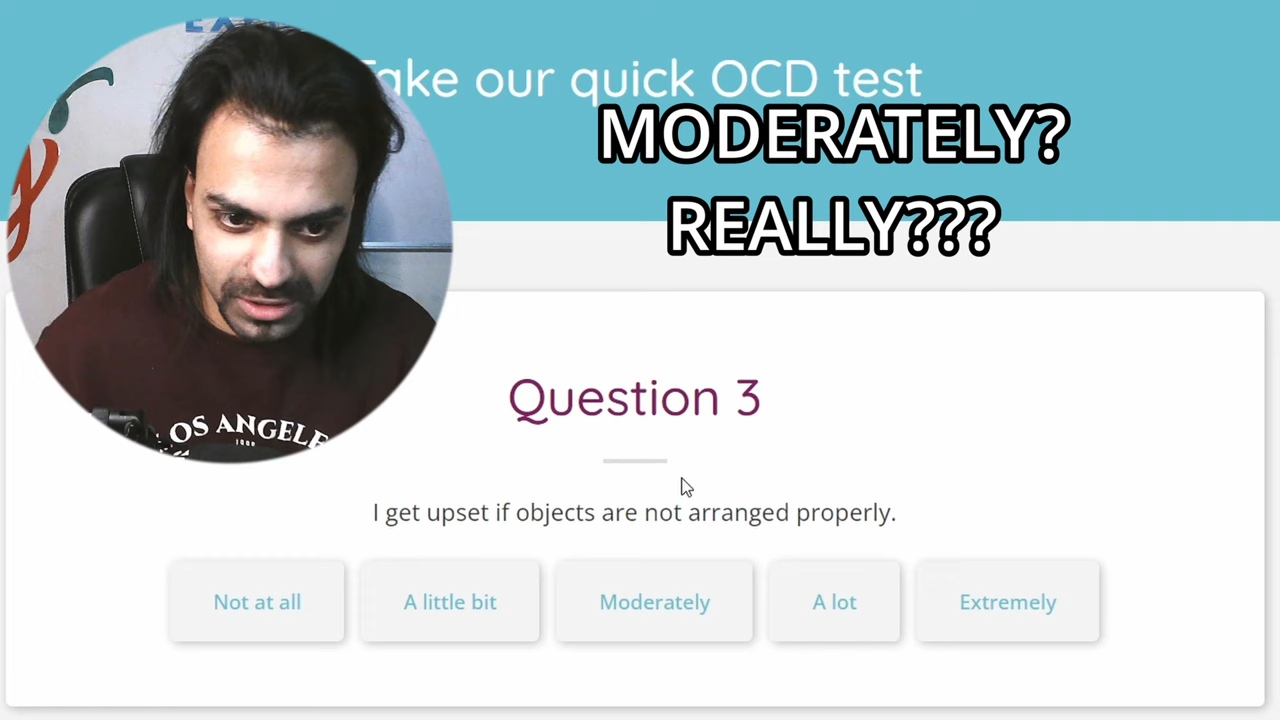 Take our quick OCD test
MODERATELY?
REALLY???
OS ANGELE
Question 3
I get upset if objects are not arranged properly.
Not at all
A little bit
Moderately
A lot
Extremely